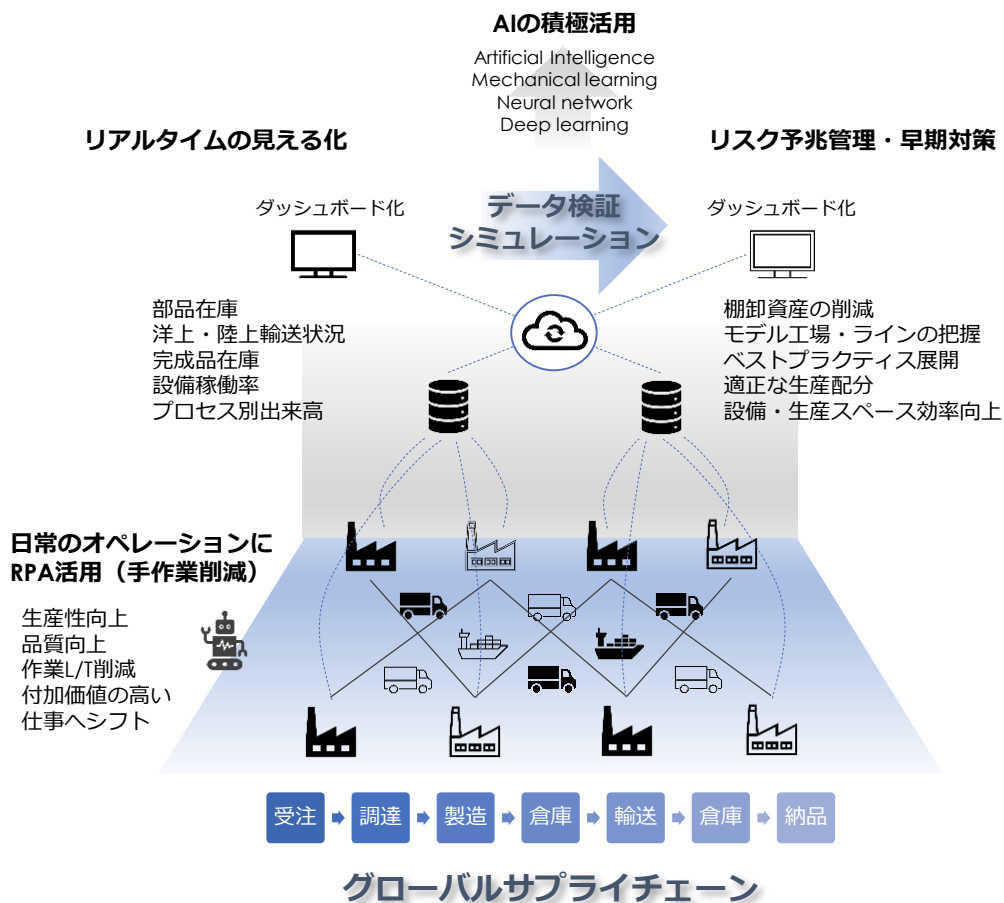 AIの積極活用
Artificial Intelligence
Mechanical learning
Neural network
Deep learning
リアルタイムの見える化
リスク予兆管理・早期対策
ダッシュボード化
データ検証
シミュレーション
ダッシュボード化
部品在庫
洋上・陸上輸送状況
完成品在庫
設備稼働率
プロセス別出来高
棚卸資産の削減
モデル工場・ラインの把握
ベストプラクティス展開
適正な生産配分
設備・生産スペース効率向上
日常のオペレーションに
RPA活用（手作業削減）
生産性向上
品質向上
作業L/T削減
付加価値の高い
仕事へシフト
受注
調達
製造
倉庫
輸送
倉庫
納品
グローバルサプライチェーン